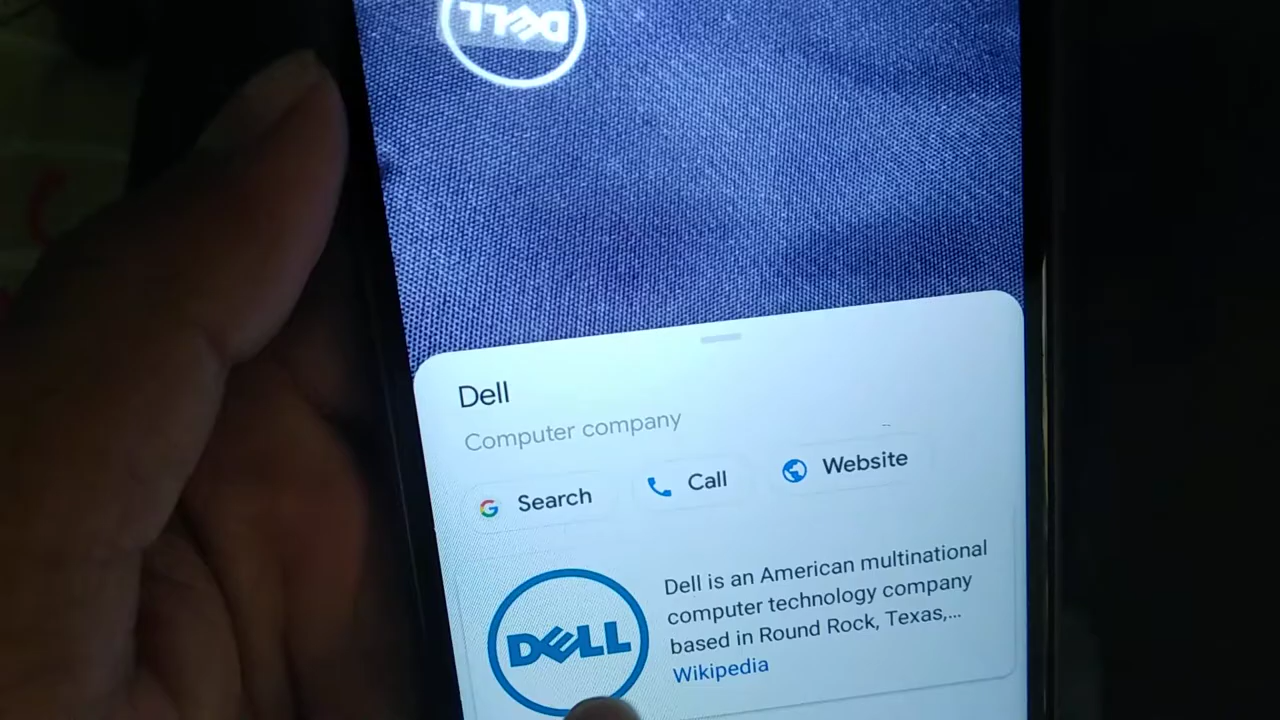 DELL
Dell
Computer company
Search
Call
Website
Dell is an American multinational
computer technology company
based in Round Rock, Texas,...
Wikipedia
DELL